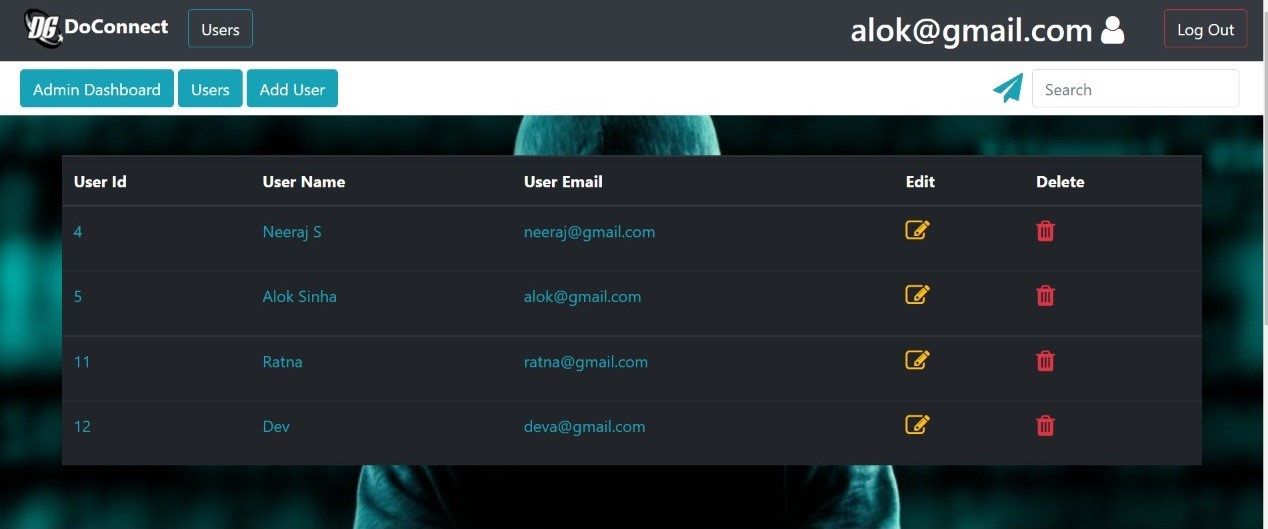 DG DoConnect Users alok@gmail.com Log Out
Admin Dashboard Users Add User Search
User Id User Name User Email Edit Delete
4 Neeraj S neeraj@gmail.com
5 Alok Sinha alok@gmail.com
11 Ratna ratna@gmail.com
12 Dev deva@gmail.com